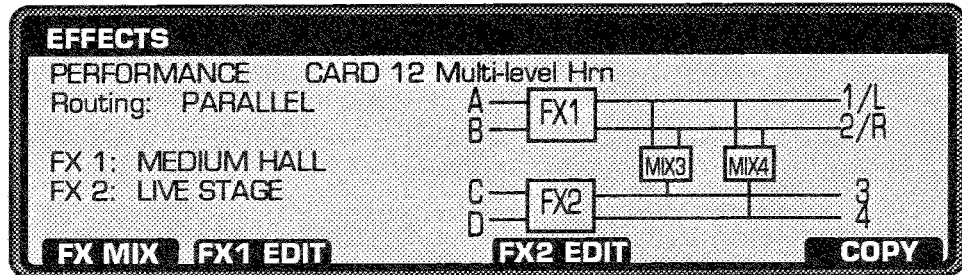 EFFECTS
PERFORMANCE CARD 12 Multi-level Hrn
Routing: PARALLEL
A
B
FX1
1/L
2/R
FX 1: MEDIUM HALL
FX 2: LIVE STAGE
MIX3
MIX4
C
D
FX2
3
4
FX MIX FX1 EDIT FX2 EDIT COPY